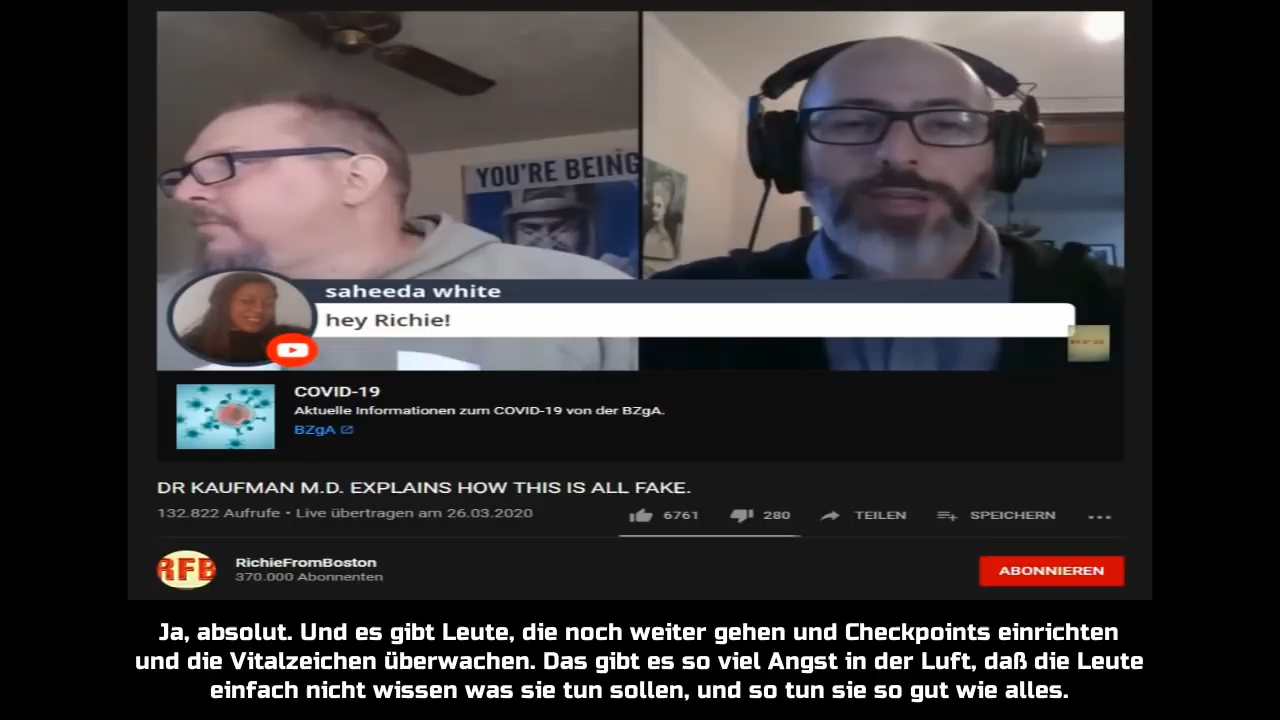 YOU'RE BEING
saheeda white
hey Richie!
COVID-19
Aktuelle Informationen zum COVID-19 von der BZgA.
BZgA
DR KAUFMAN M.D. EXPLAINS HOW THIS IS ALL FAKE.
132.822 Aufrufe • Live übertragen am 26.03.2020
6761
280
TEILEN
SPEICHERN
RFB
RichieFromBoston
370.000 Abonnenten
ABONNIEREN
Ja, absolut. Und es gibt Leute, die noch weiter gehen und Checkpoints einrichten
und die Vitalzeichen überwachen. Das gibt es so viel Angst in der Luft, daß die Leute
einfach nicht wissen was sie tun sollen, und so tun sie so gut wie alles.